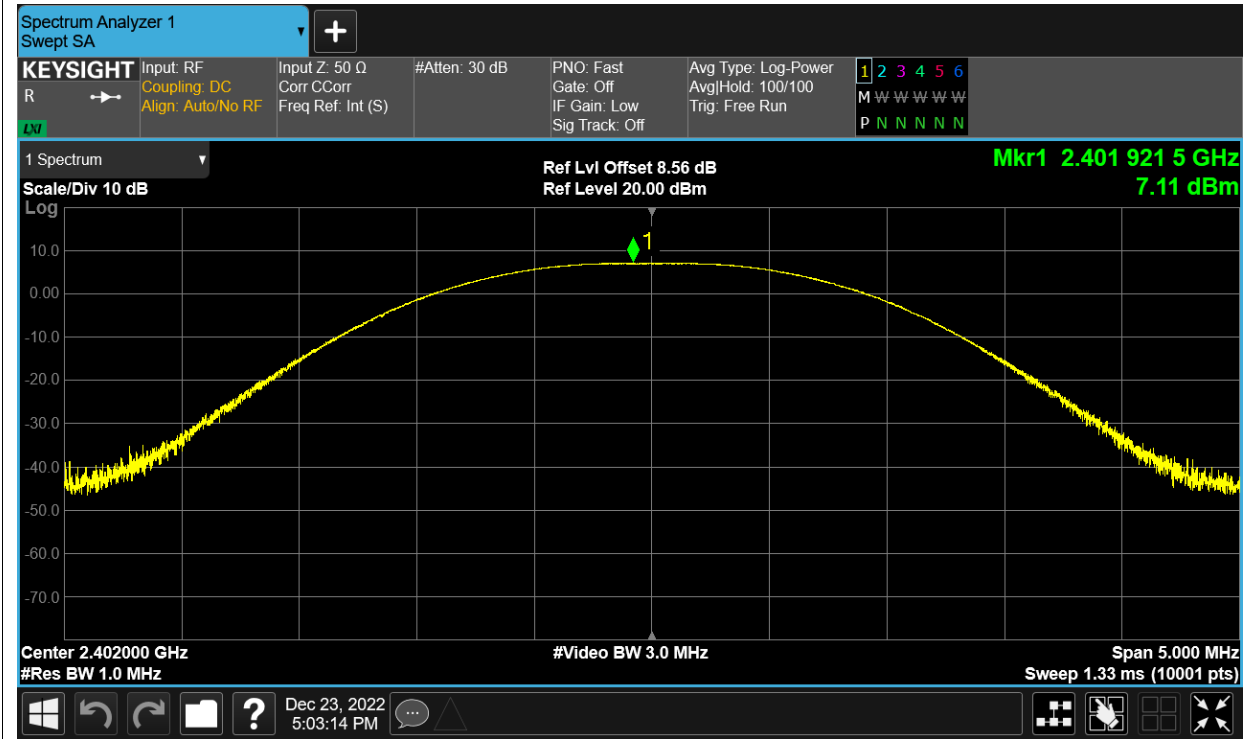 Spectrum Analyzer 1
Swept SA
+
KEYSIGHT
R
LXI
Input: RF
Coupling: DC
Align: Auto/No RF
Input Z: 50 Ω
Corr CCorr
Freq Ref: Int (S)
#Atten: 30 dB
PNO: Fast
Gate: Off
IF Gain: Low
Sig Track: Off
Avg Type: Log-Power
Avg|Hold: 100/100
Trig: Free Run
1 2 3 4 5 6
M W W W W W
P N N N N N
1 Spectrum
Scale/Div 10 dB
Log
Ref Lvl Offset 8.56 dB
Ref Level 20.00 dBm
Mkr1 2.401 921 5 GHz
7.11 dBm
1
10.0
0.00
-10.0
-20.0
-30.0
-40.0
-50.0
-60.0
-70.0
Center 2.402000 GHz
#Video BW 3.0 MHz
Span 5.000 MHz
#Res BW 1.0 MHz
Sweep 1.33 ms (10001 pts)
?
Dec 23, 2022
5:03:14 PM